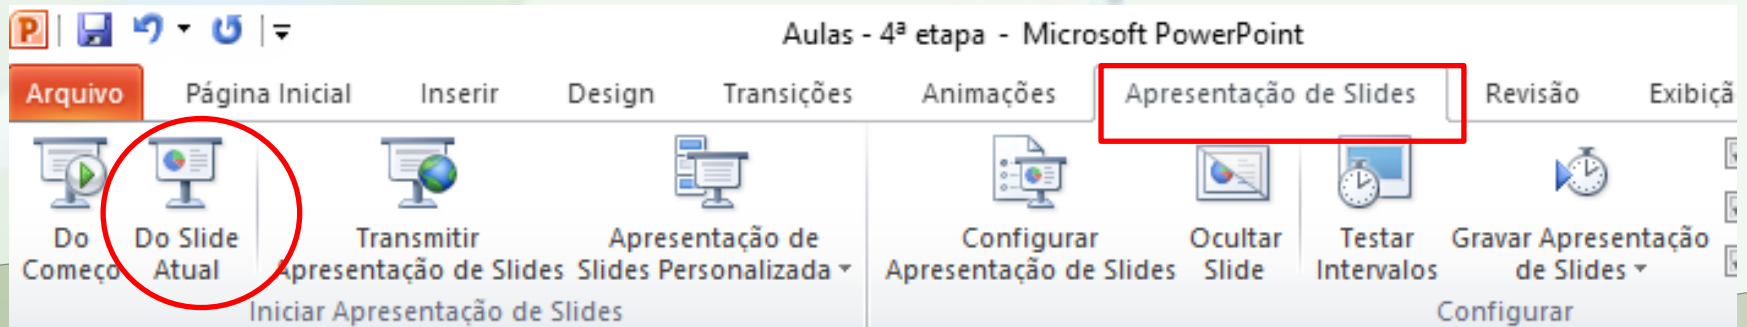 Aulas - 4ª etapa - Microsoft PowerPoint
Arquivo Página Inicial Inserir Design Transições Animações Apresentação de Slides Revisão Exibiçã
Do Começo
Do Slide Atual
Transmitir Apresentação de Slides
Apresentação de Slides Personalizada
Configurar Apresentação de Slides
Ocultar Slide
Testar Intervalos
Gravar Apresentação de Slides
Iniciar Apresentação de Slides
Configurar